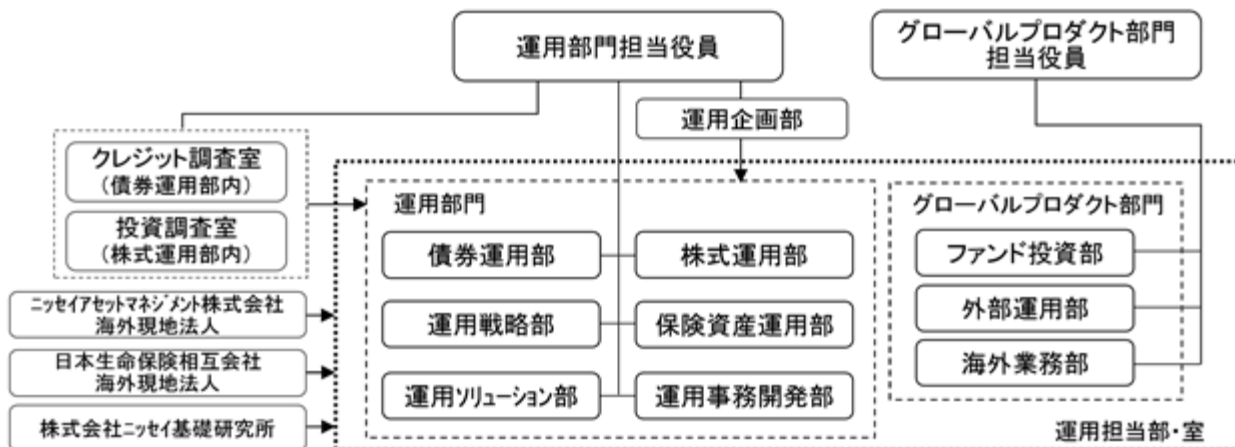 運用部門担当役員
グローバルプロダクト部門
担当役員
運用企画部
クレジット調査室
(債券運用部内)
投資調査室
(株式運用部内)
ニッセイアセットマネジメント株式会社
海外現地法人
日本生命保険相互会社
海外現地法人
株式会社ニッセイ基礎研究所
運用部門
債券運用部
株式運用部
運用戦略部
保険資産運用部
運用ソリューション部
運用事務開発部
グローバルプロダクト部門
ファンド投資部
外部運用部
海外業務部
運用担当部・室